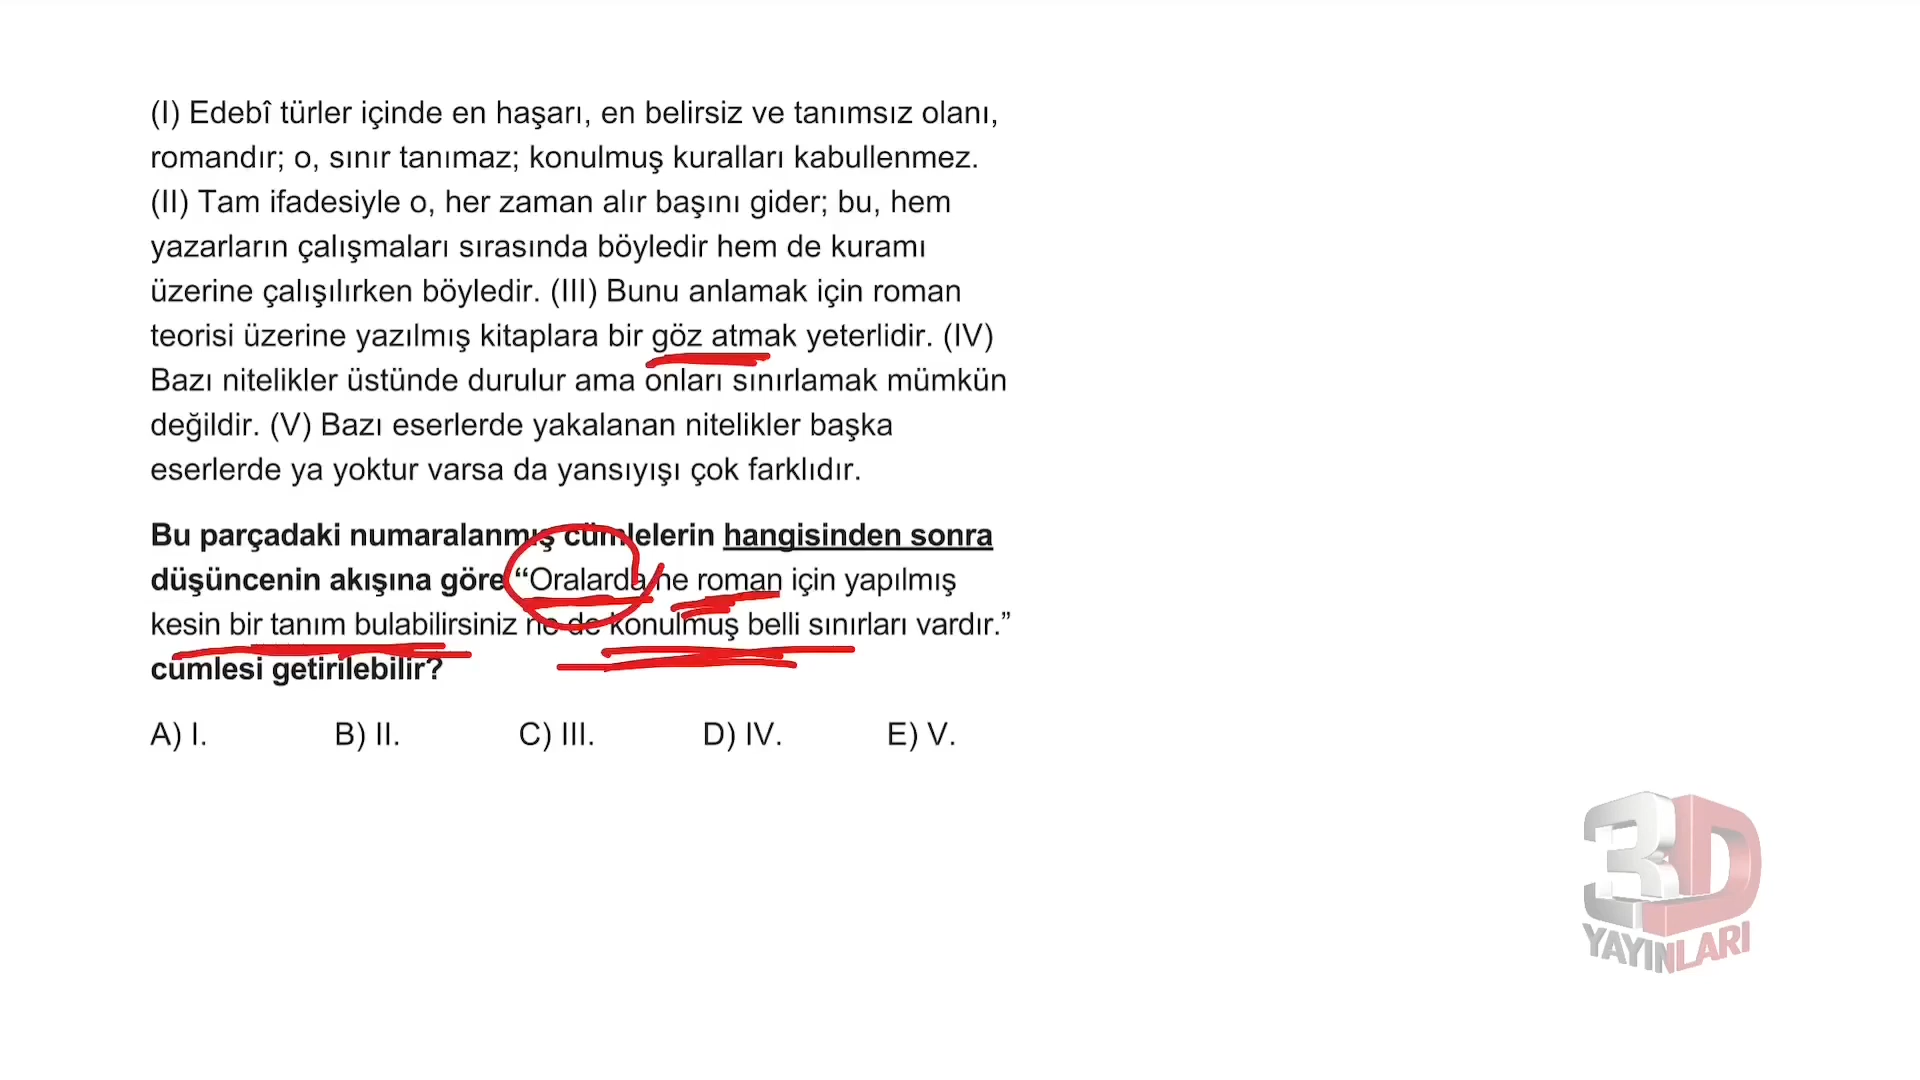 (I) Edebî türler içinde en haşarı, en belirsiz ve tanımsız olanı,
romandır; o, sınır tanımaz; konulmuş kuralları kabullenmez.
(II) Tam ifadesiyle o, her zaman alır başını gider; bu, hem
yazarların çalışmaları sırasında böyledir hem de kuramı
üzerine çalışılırken böyledir. (III) Bunu anlamak için roman
teorisi üzerine yazılmış kitaplara bir göz atmak yeterlidir. (IV)
Bazı nitelikler üstünde durulur ama onları sınırlamak mümkün
değildir. (V) Bazı eserlerde yakalanan nitelikler başka
eserlerde ya yoktur varsa da yansıyışı çok farklıdır.
Bu parçadaki numaralanmış cümlelerin hangisinden sonra
düşüncenin akışına göre “Oralarda ne roman için yapılmış
kesin bir tanım bulabilirsiniz ne de konulmuş belli sınırları vardır.”
cümlesi getirilebilir?
A) I. B) II. C) III. D) IV. E) V.
3D
YAYINLARI